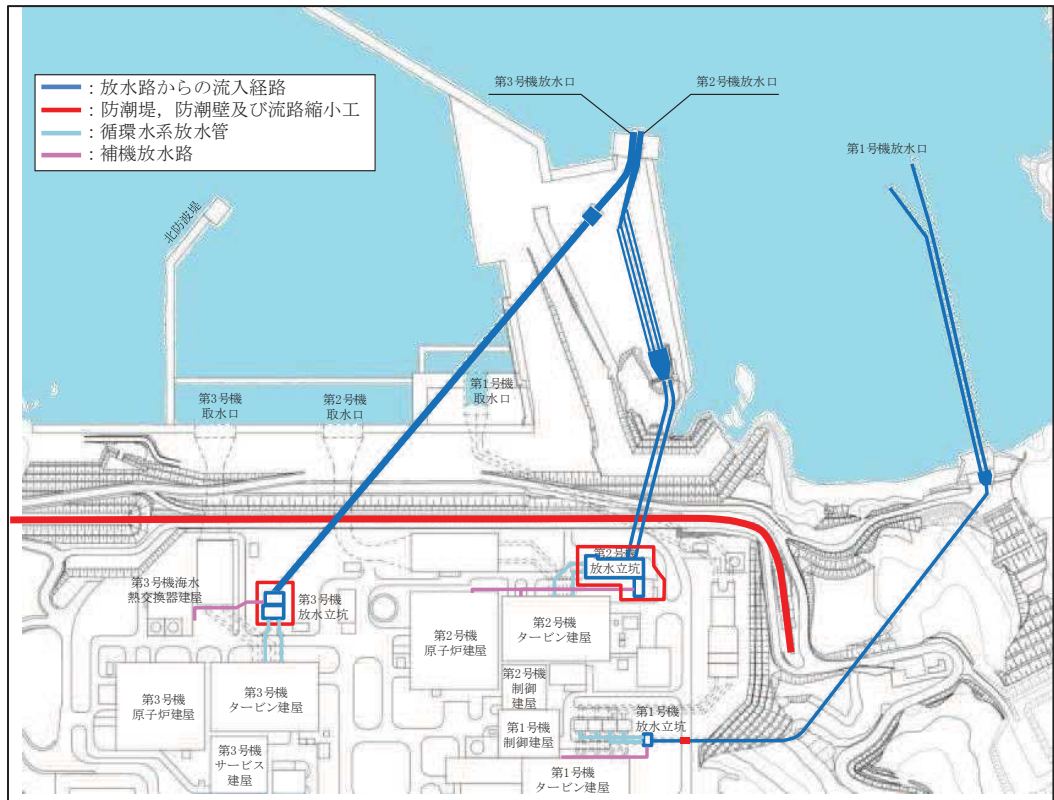 ：放水路からの流入経路
：防潮堤，防潮壁及び流路縮小工
：循環水系放水管
：補機放水路
第3号機放水口
第2号機放水口
第1号機放水口
北防波堤
第3号機
取水口
第2号機
取水口
第1号機
取水口
第3号機海水
熱交換器建屋
第3号機
放水立坑
第2号機
放水立坑
第2号機
原子炉建屋
第2号機
タービン建屋
第2号機
制御
建屋
第3号機
原子炉建屋
第3号機
タービン建屋
第1号機
制御建屋
第1号機
放水立坑
第3号機
サービス
建屋
第1号機
タービン建屋